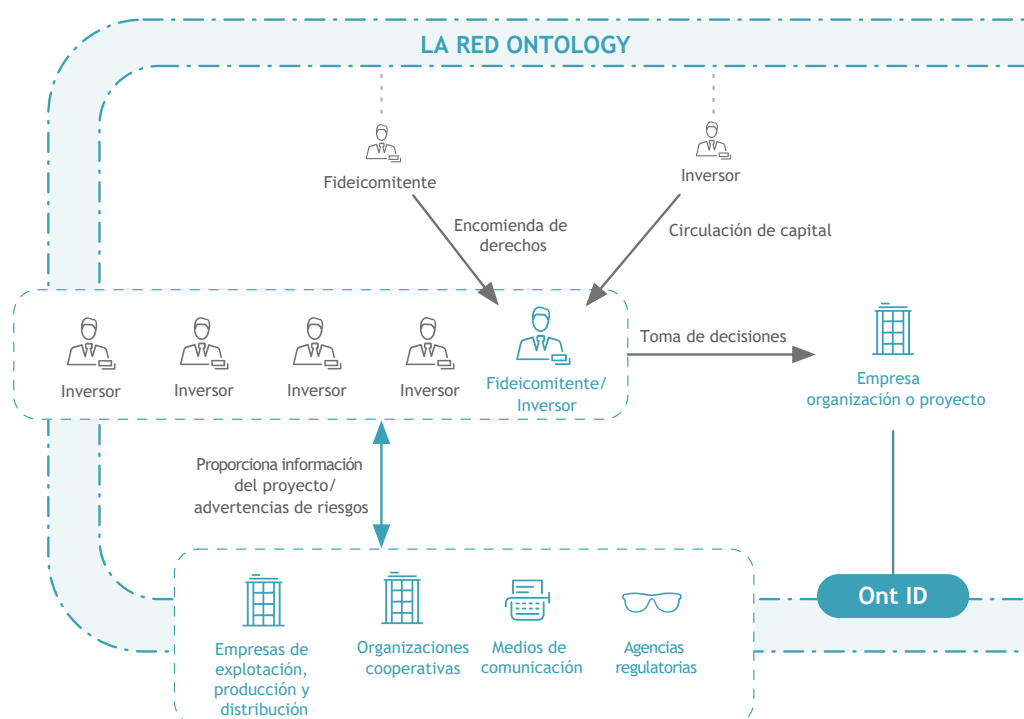 LA RED ONTOLOGY
Fideicomitente
Inversor
Encomienda de
derechos
Circulación de capital
Inversor
Inversor
Inversor
Inversor
Fideicomitente/
Inversor
Toma de decisiones
Empresa
organización o proyecto
Proporciona información
del proyecto/
advertencias de riesgos
Ont ID
Empresas de
explotación,
producción y
distribución
Organizaciones
cooperativas
Medios de
comunicación
Agencias
regulatorias